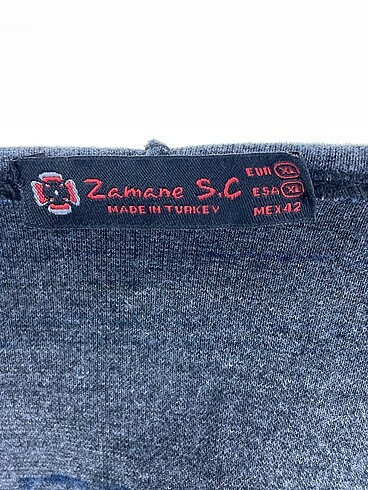 Zamane S.C
MADE IN TURKEY
EUR XL
ESA XL
MEX 42